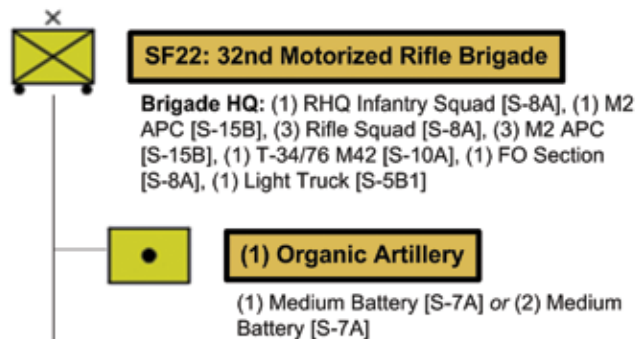 SF22: 32nd Motorized Rifle Brigade
Brigade HQ: (1) RHQ Infantry Squad [S-8A], (1) M2
APC [S-15B], (3) Rifle Squad [S-8A], (3) M2 APC
[S-15B], (1) T-34/76 M42 [S-10A], (1) FO Section
[S-8A], (1) Light Truck [S-5B1]
(1) Organic Artillery
(1) Medium Battery [S-7A] or (2) Medium
Battery [S-7A]